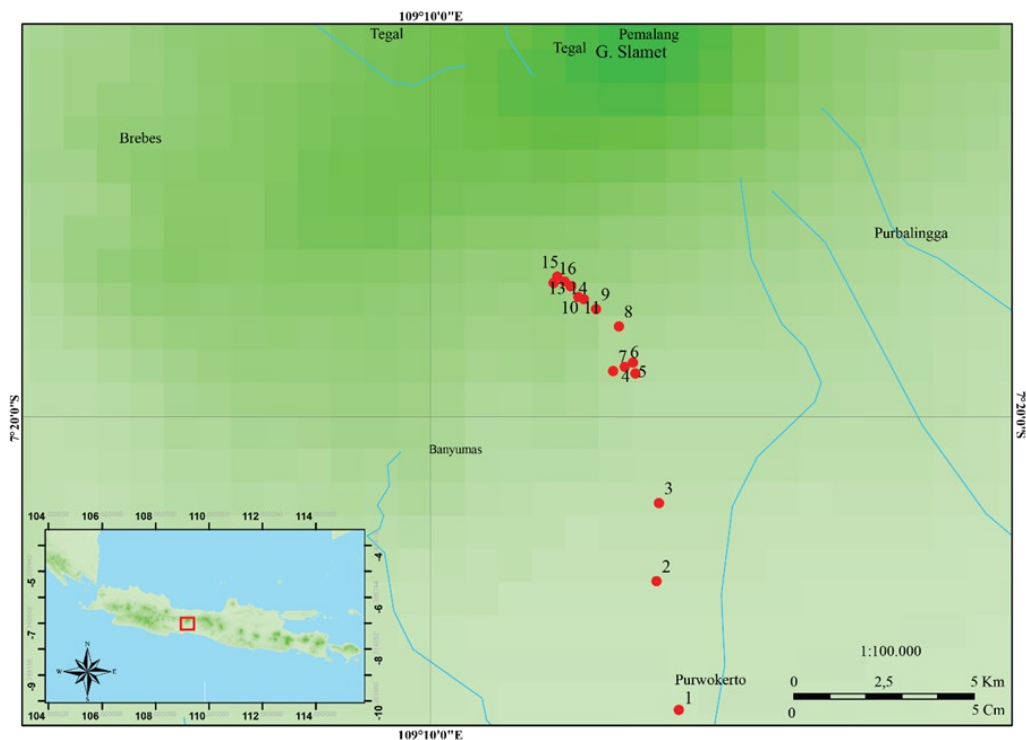 109°10'0"E
Tegal
Pemalang
Tegal
G. Slamet
Brebes
Purbalingga
15
16
13
14
9
10
11
8
6
7
5
4
7°20'0"S
7°20'0"S
Banyumas
3
2
104 106 108 110 112 114
-4
-5
-5
-6
-6
-7
-7
-8
-8
-9
-9
-10
N
W
E
S
104 106 108 110 112 114
1:100.000
Purwokerto
1
0 2,5 5 Km
0 5 Cm
109°10'0"E